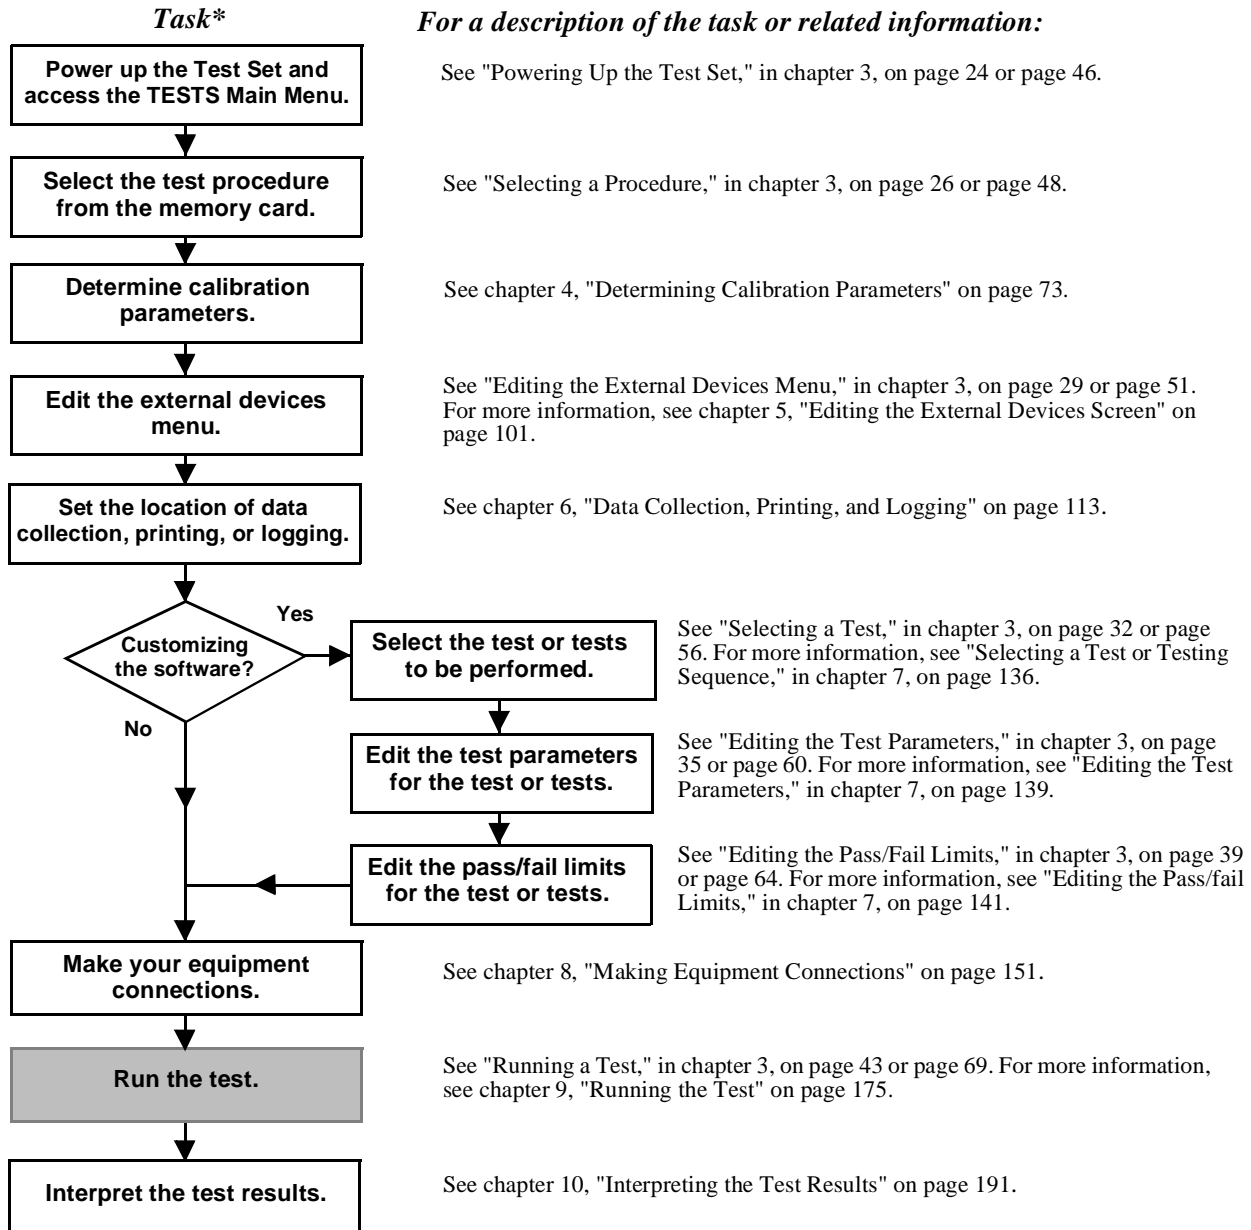 Task*
For a description of the task or related information:
Power up the Test Set and
access the TESTS Main Menu.
See "Powering Up the Test Set," in chapter 3, on page 24 or page 46.
Select the test procedure
from the memory card.
See "Selecting a Procedure," in chapter 3, on page 26 or page 48.
Determine calibration
parameters.
See chapter 4, "Determining Calibration Parameters" on page 73.
Edit the external devices
menu.
See "Editing the External Devices Menu," in chapter 3, on page 29 or page 51.
For more information, see chapter 5, "Editing the External Devices Screen" on
page 101.
Set the location of data
collection, printing, or logging.
See chapter 6, "Data Collection, Printing, and Logging" on page 113.
Customizing
the software?
Yes
No
Select the test or tests
to be performed.
See "Selecting a Test," in chapter 3, on page 32 or page
56. For more information, see "Selecting a Test or Testing
Sequence," in chapter 7, on page 136.
Edit the test parameters
for the test or tests.
See "Editing the Test Parameters," in chapter 3, on page
35 or page 60. For more information, see "Editing the Test
Parameters," in chapter 7, on page 139.
Edit the pass/fail limits
for the test or tests.
See "Editing the Pass/Fail Limits," in chapter 3, on page 39
or page 64. For more information, see "Editing the Pass/fail
Limits," in chapter 7, on page 141.
Make your equipment
connections.
See chapter 8, "Making Equipment Connections" on page 151.
Run the test.
See "Running a Test," in chapter 3, on page 43 or page 69. For more information,
see chapter 9, "Running the Test" on page 175.
Interpret the test results.
See chapter 10, "Interpreting the Test Results" on page 191.